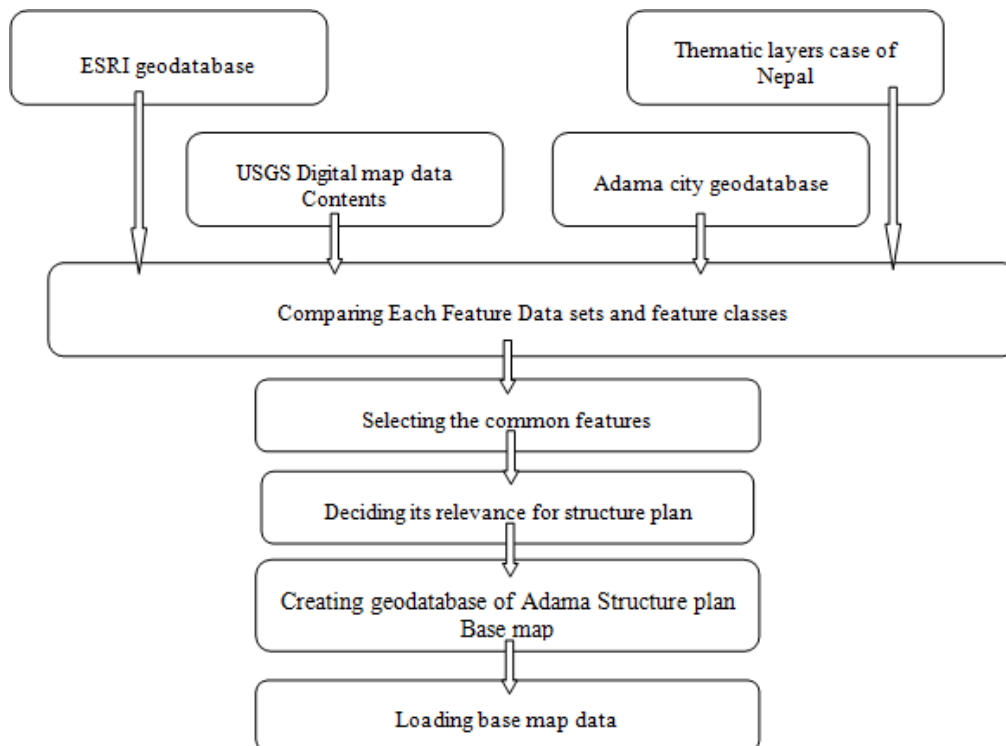 ESRI geodatabase
Thematic layers case of
Nepal
USGS Digital map data
Contents
Adama city geodatabase
Comparing Each Feature Data sets and feature classes
Selecting the common features
Deciding its relevance for structure plan
Creating geodatabase of Adama Structure plan
Base map
Loading base map data